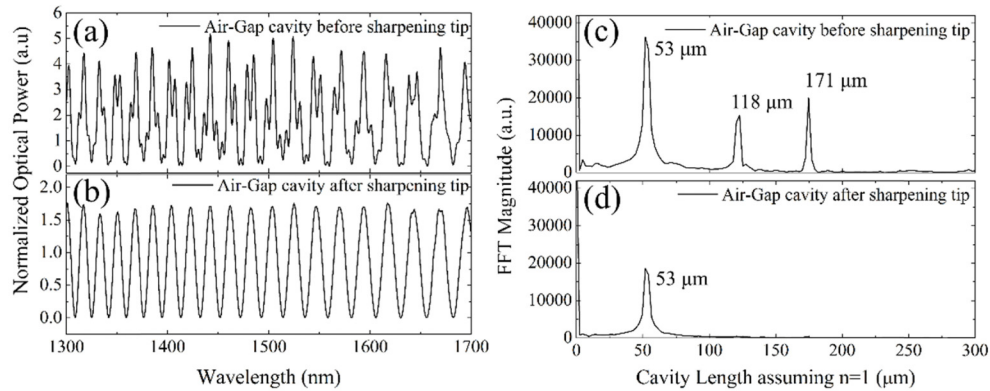 (a)
Air-Gap cavity before sharpening tip
6
5
4
3
2
1
0
(b)
Air-Gap cavity after sharpening tip
2.0
1.5
1.0
0.5
0.0
Normalized Optical Power (a.u)
1300 1400 1500 1600 1700
Wavelength (nm)
(c)
Air-Gap cavity before sharpening tip
53 μm
118 μm
171 μm
40000
30000
20000
10000
0
(d)
Air-Gap cavity after sharpening tip
53 μm
40000
30000
20000
10000
0
FFT Magnitude (a.u.)
0 50 100 150 200 250 300
Cavity Length assuming n=1 (μm)